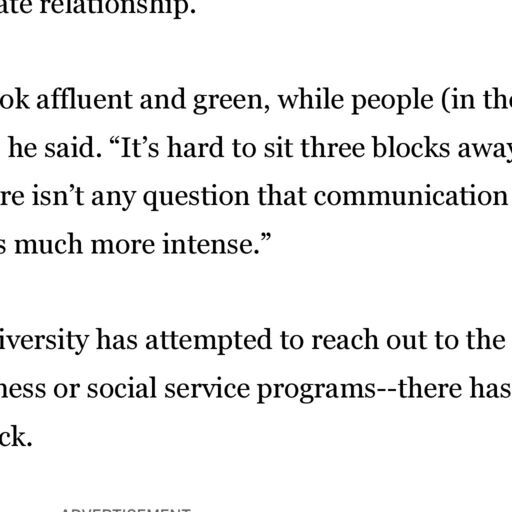 ate relationship.
ok affluent and green, while people (in the
he said. “It’s hard to sit three blocks away
re isn’t any question that communication
s much more intense.”
iversity has attempted to reach out to the
ness or social service programs--there has
ck.
ADVERTISEMENT